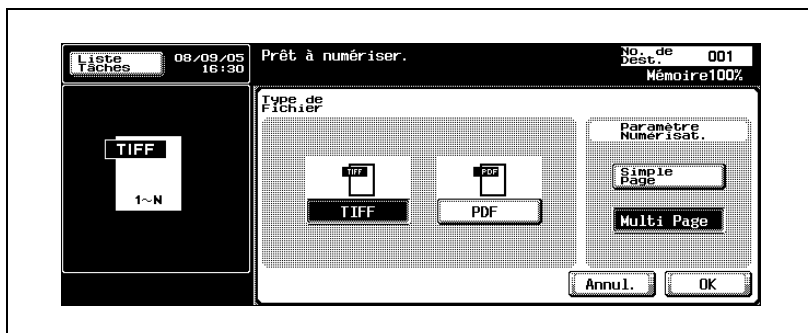 Liste
Tâches
08/09/05
16:30
Prêt à numériser.
No. de
Dest.
001
Mémoire100%
TIFF
1~N
Type de
Fichier
TIFF
TIFF
PDF
PDF
Paramètre
Numérisat.
Simple
Page
Multi Page
Annul.
OK